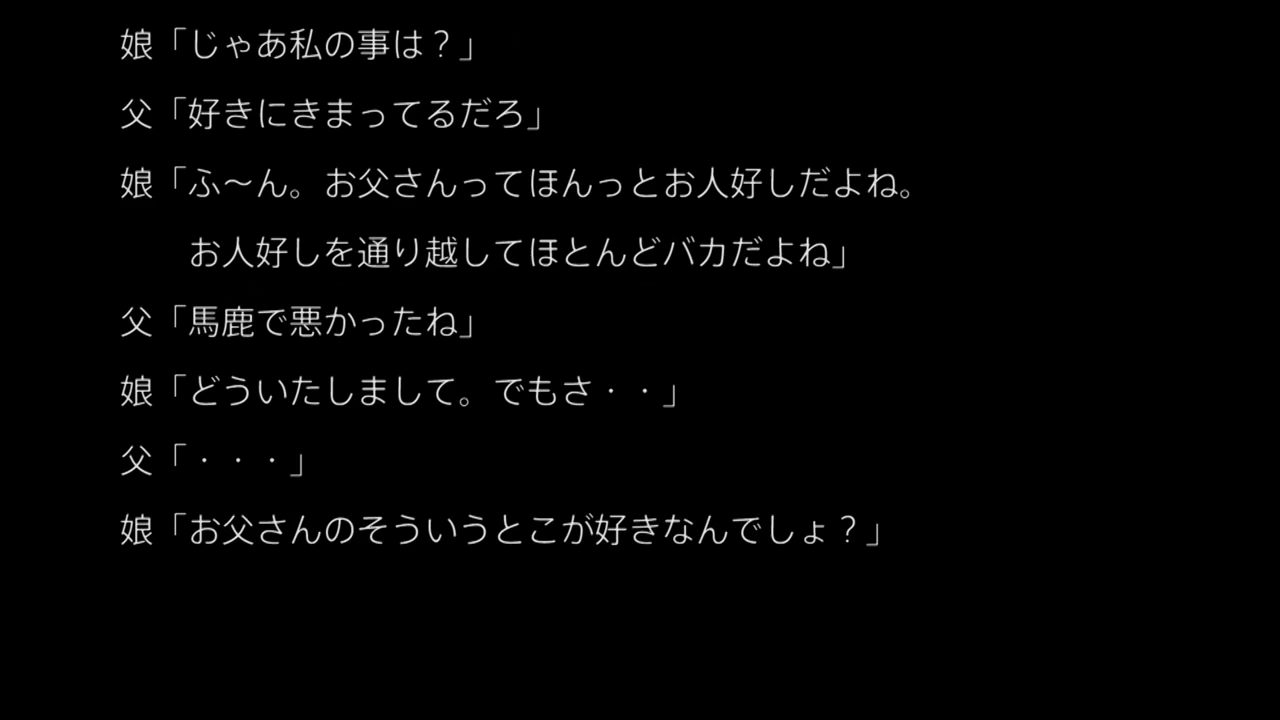 娘「じゃあ私の事は？」
父「好きにきまってるだろ」
娘「ふ～ん。お父さんってほんっとお人好しだよね。
お人好しを通り越してほとんどバカだよね」
父「馬鹿で悪かったね」
娘「どういたしまして。でもさ・・」
父「・・・」
娘「お父さんのそういうとこが好きなんでしょ？」